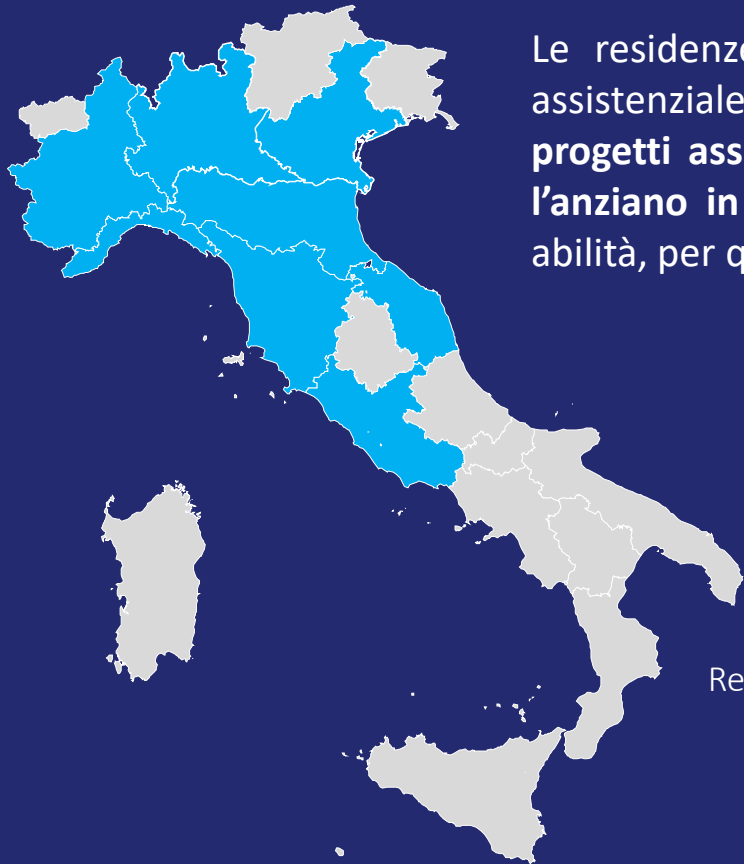 Le residenze
assistenziale
progetti ass
l’anziano in
abilità, per q
Re